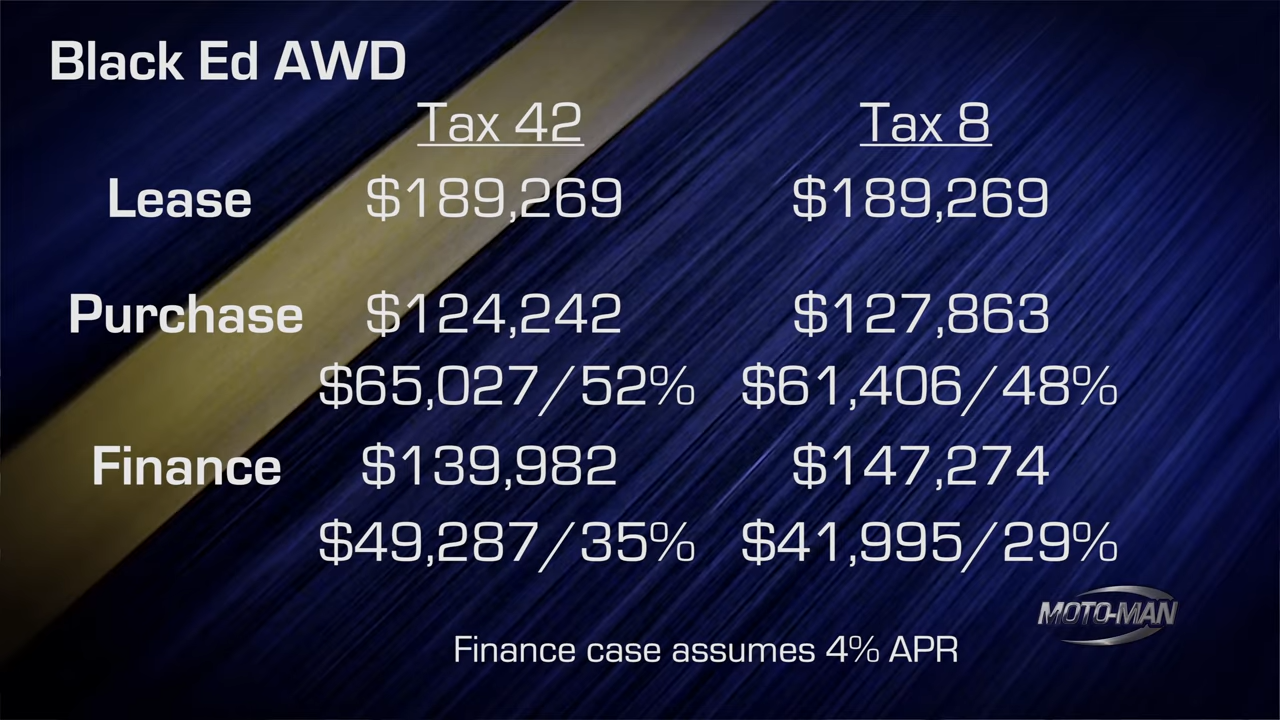 Black Ed AWD
Tax 42 Tax 8
Lease $189,269 $189,269
Purchase $124,242 $127,863
$65,027/52% $61,406/48%
Finance $139,982 $147,274
$49,287/35% $41,995/29%
MOTO-MAN
Finance case assumes 4% APR